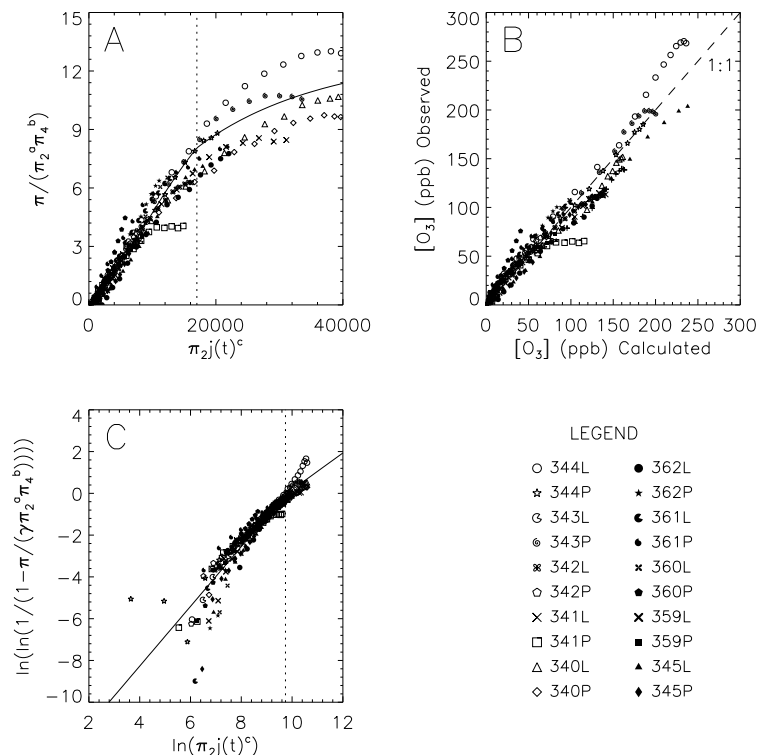 A
15
12
9
6
3
0
π/(π₂ᵃπ₄ᵇ)
0 20000 40000
π₂j(t)ᶜ
B
300
250
200
150
100
50
0
[O₃] (ppb) Observed
1:1
0 50 100 150 200 250 300
[O₃] (ppb) Calculated
C
4
2
0
−2
−4
−6
−8
−10
ln(ln(1/(1−π/(γπ₂ᵃπ₄ᵇ))))
2 4 6 8 10 12
ln(π₂j(t)ᶜ)
LEGEND
344L 362L
344P 362P
343L 361L
343P 361P
342L 360L
342P 360P
341L 359L
341P 359P
340L 345L
340P 345P